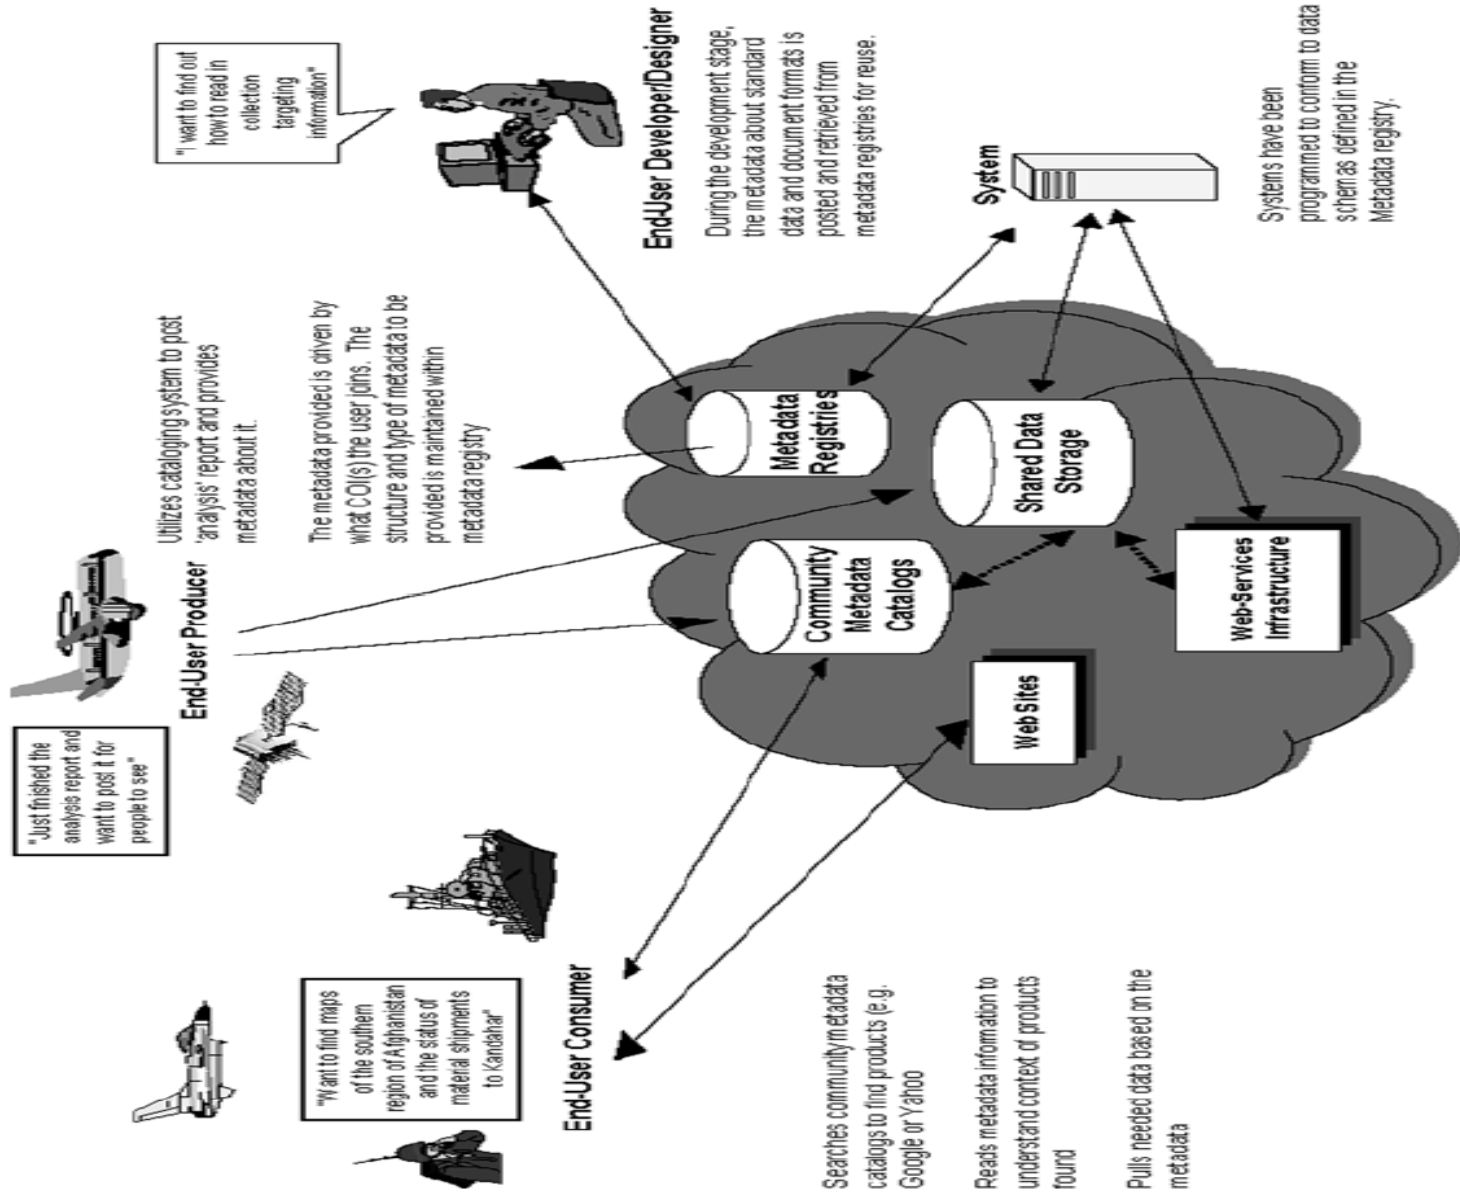 "Want to find maps
of the southern
region of Afghanistan
and the status of
material shipments
to Kandahar"
End-User Consumer
Searches community metadata
catalogs to find products (e.g.
Google or Yahoo
Reads metadata information to
understand context of products
found
Pulls needed data based on the
metadata
"Just finished the
analysis report and
want to post it for
people to see"
End-User Producer
Utilizes cataloging system to post
'analysis' report and provides
metadata about it.
The metadata provided is driven by
what COI(s) the user joins. The
structure and type of metadata to be
provided is maintained within
metadata registry
"I want to find out
how to read in
collection
targeting
information"
End-User Developer/Designer
During the development stage,
the metadata about standard
data and document formats is
posted and retrieved from
metadata registries for reuse.
Metadata
Registries
Community
Metadata
Catalogs
Shared Data
Storage
Web Sites
Web-Services
Infrastructure
System
Systems have been
programmed to conform to data
schemas defined in the
Metadata registry.